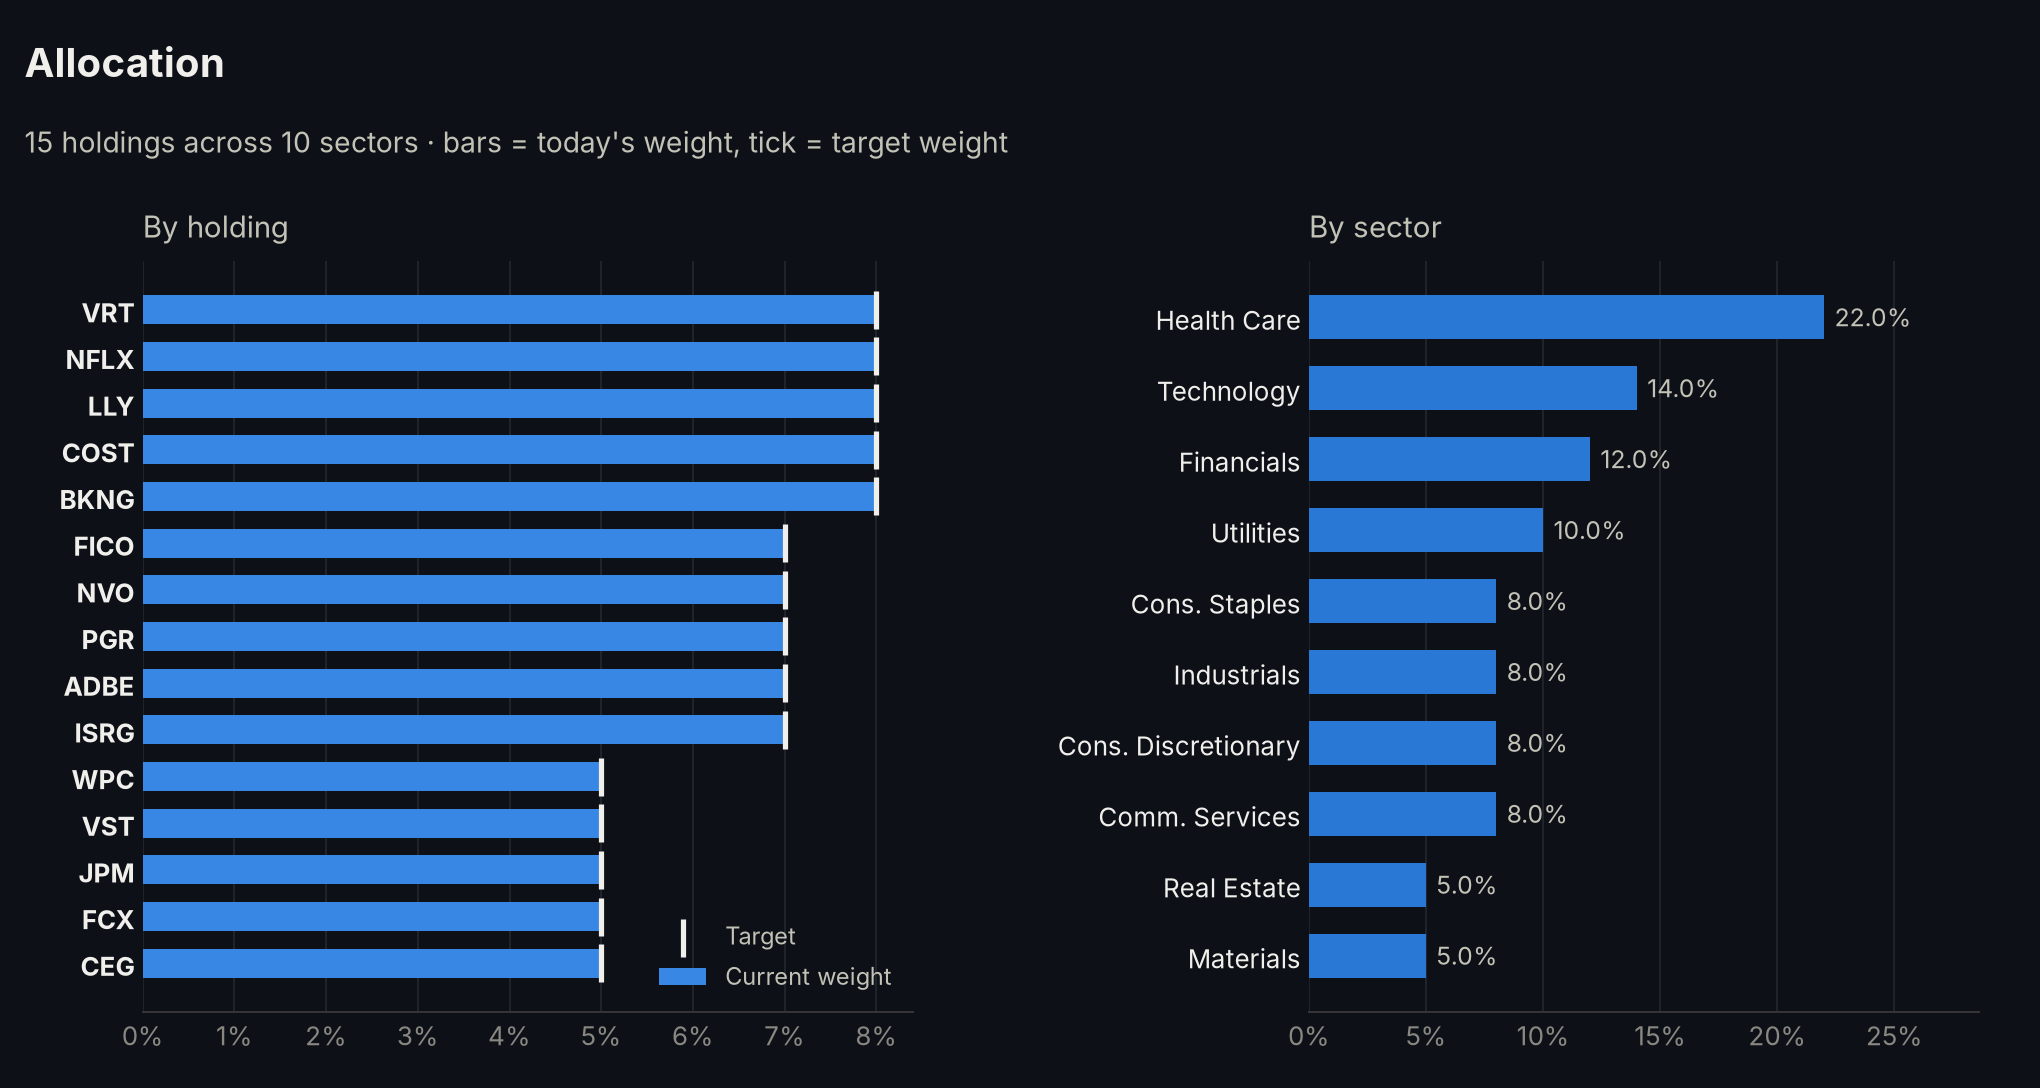 Allocation
15 holdings across 10 sectors · bars = today's weight, tick = target weight
By holding
VRT
NFLX
LLY
COST
BKNG
FICO
NVO
PGR
ADBE
ISRG
WPC
VST
JPM
FCX
CEG
Target
Current weight
0% 1% 2% 3% 4% 5% 6% 7% 8%
By sector
Health Care 22.0%
Technology 14.0%
Financials 12.0%
Utilities 10.0%
Cons. Staples 8.0%
Industrials 8.0%
Cons. Discretionary 8.0%
Comm. Services 8.0%
Real Estate 5.0%
Materials 5.0%
0% 5% 10% 15% 20% 25%